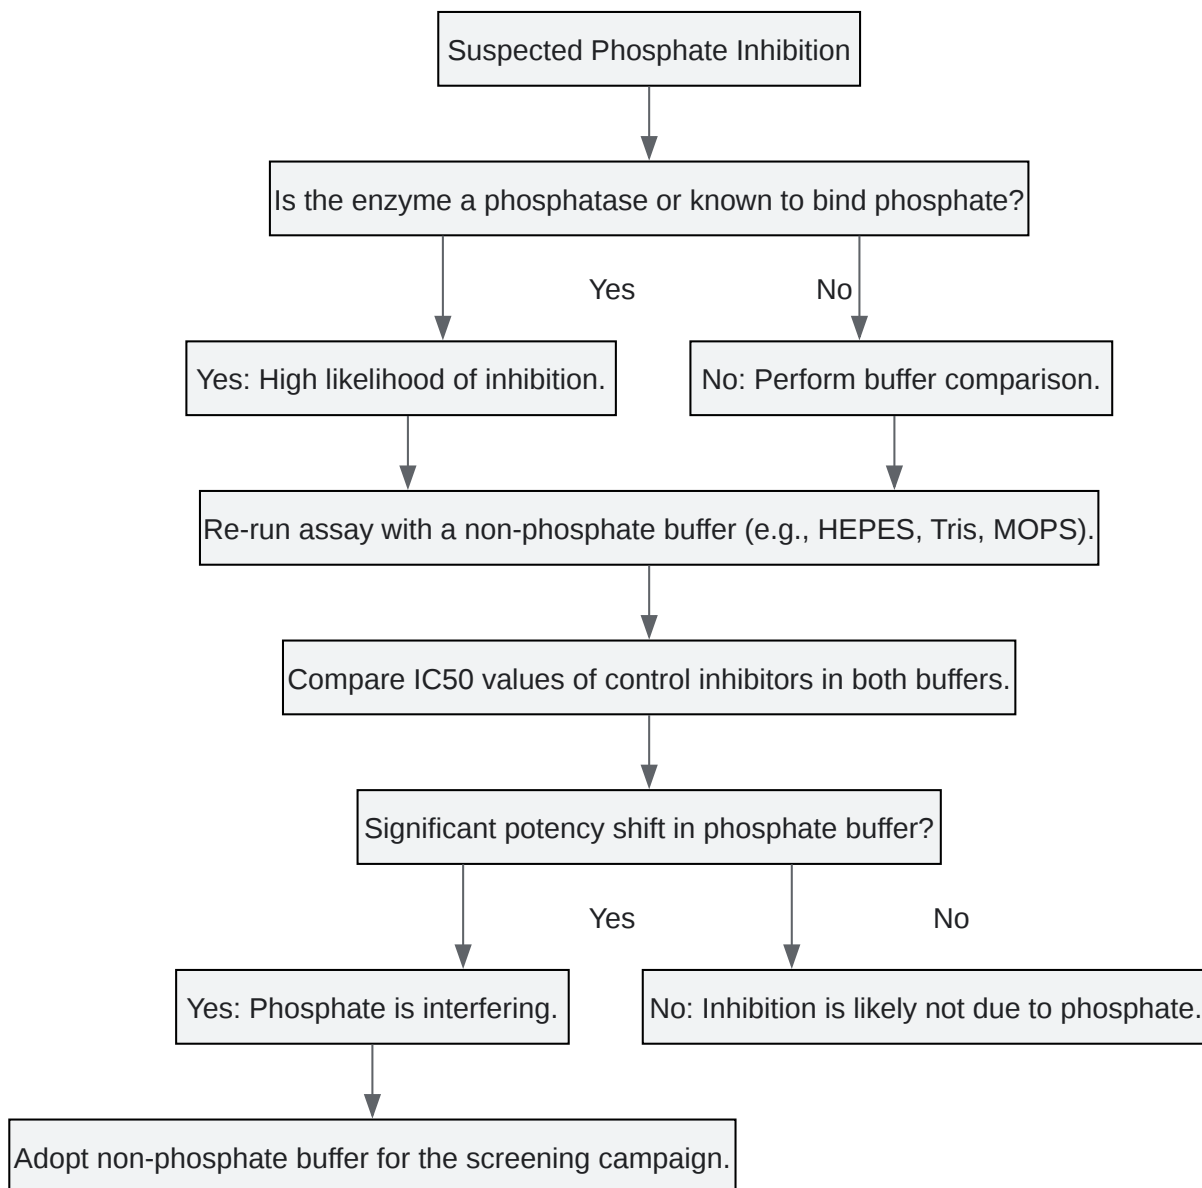 Suspected Phosphate Inhibition
Is the enzyme a phosphatase or known to bind phosphate?
Yes
No
Yes: High likelihood of inhibition.
No: Perform buffer comparison.
Re-run assay with a non-phosphate buffer (e.g., HEPES, Tris, MOPS).
Compare IC50 values of control inhibitors in both buffers.
Significant potency shift in phosphate buffer?
Yes
No
Yes: Phosphate is interfering.
No: Inhibition is likely not due to phosphate.
Adopt non-phosphate buffer for the screening campaign.